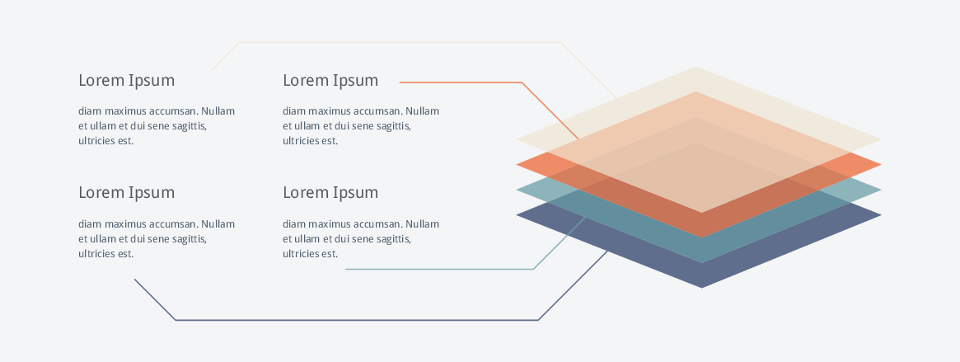 Lorem Ipsum
diam maximus accumsan. Nullam
et ullam et dui sene sagittis,
ultricies est.
Lorem Ipsum
diam maximus accumsan. Nullam
et ullam et dui sene sagittis,
ultricies est.
Lorem Ipsum
diam maximus accumsan. Nullam
et ullam et dui sene sagittis,
ultricies est.
Lorem Ipsum
diam maximus accumsan. Nullam
et ullam et dui sene sagittis,
ultricies est.